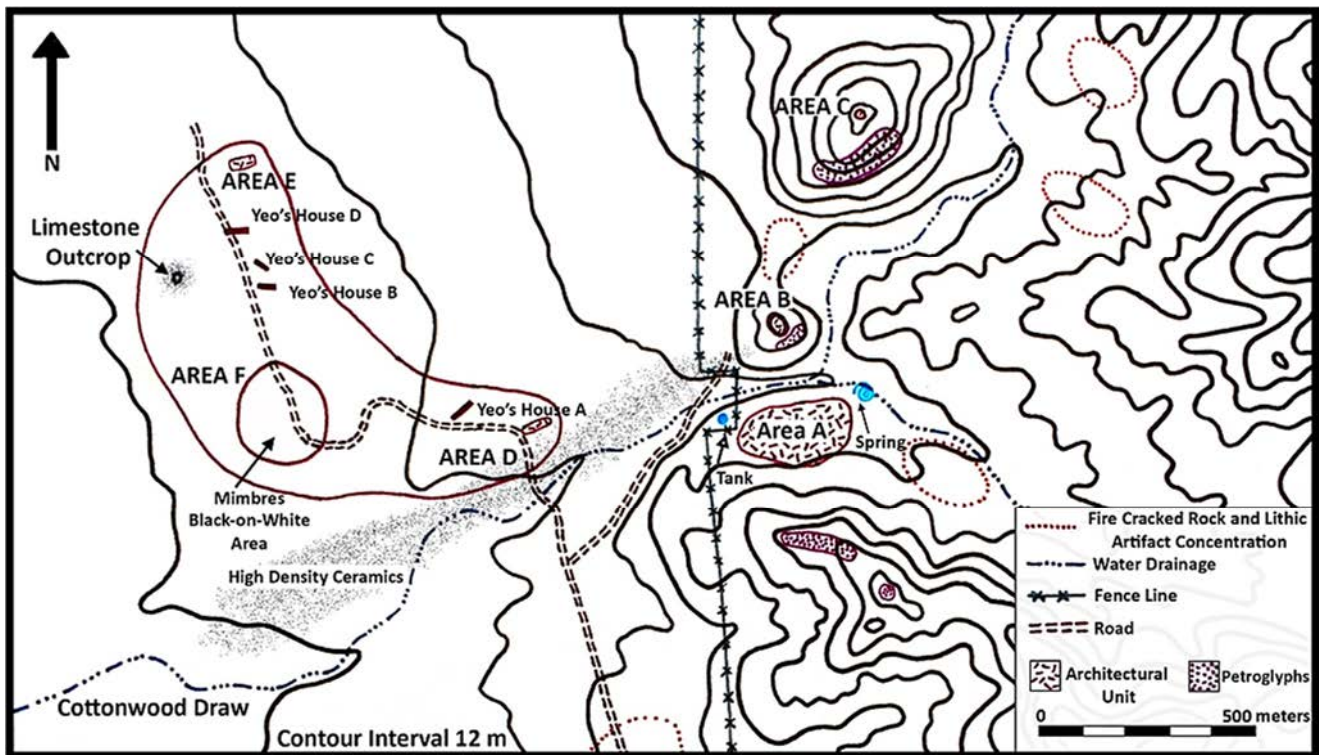 N
AREA C
AREA E
Yeo's House D
Limestone
Outcrop
Yeo's House C
Yeo's House B
AREA B
AREA F
Yeo's House A
Area A
Spring
AREA D
Tank
Mimbres
Black-on-White
Area
High Density Ceramics
Cottonwood Draw
Contour Interval 12 m
Fire Cracked Rock and Lithic
Artifact Concentration
Water Drainage
Fence Line
Road
Architectural
Unit
Petroglyphs
0
500 meters